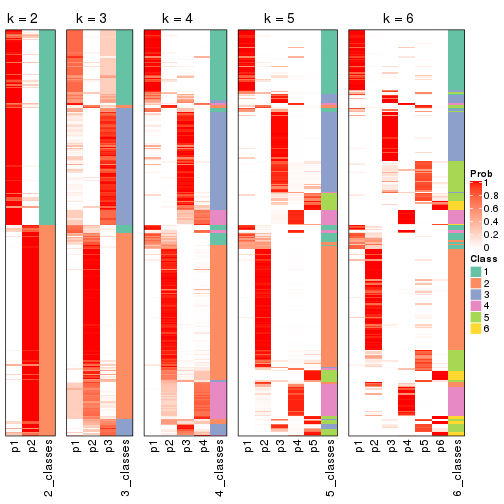 k = 2
k = 3
k = 4
k = 5
k = 6
p1
p2
2_classes
p1
p2
p3
3_classes
p1
p2
p3
p4
4_classes
p1
p2
p3
p4
p5
5_classes
p1
p2
p3
p4
p5
p6
6_classes
Prob
1
0.8
0.6
0.4
0.2
0
Class
1
2
3
4
5
6